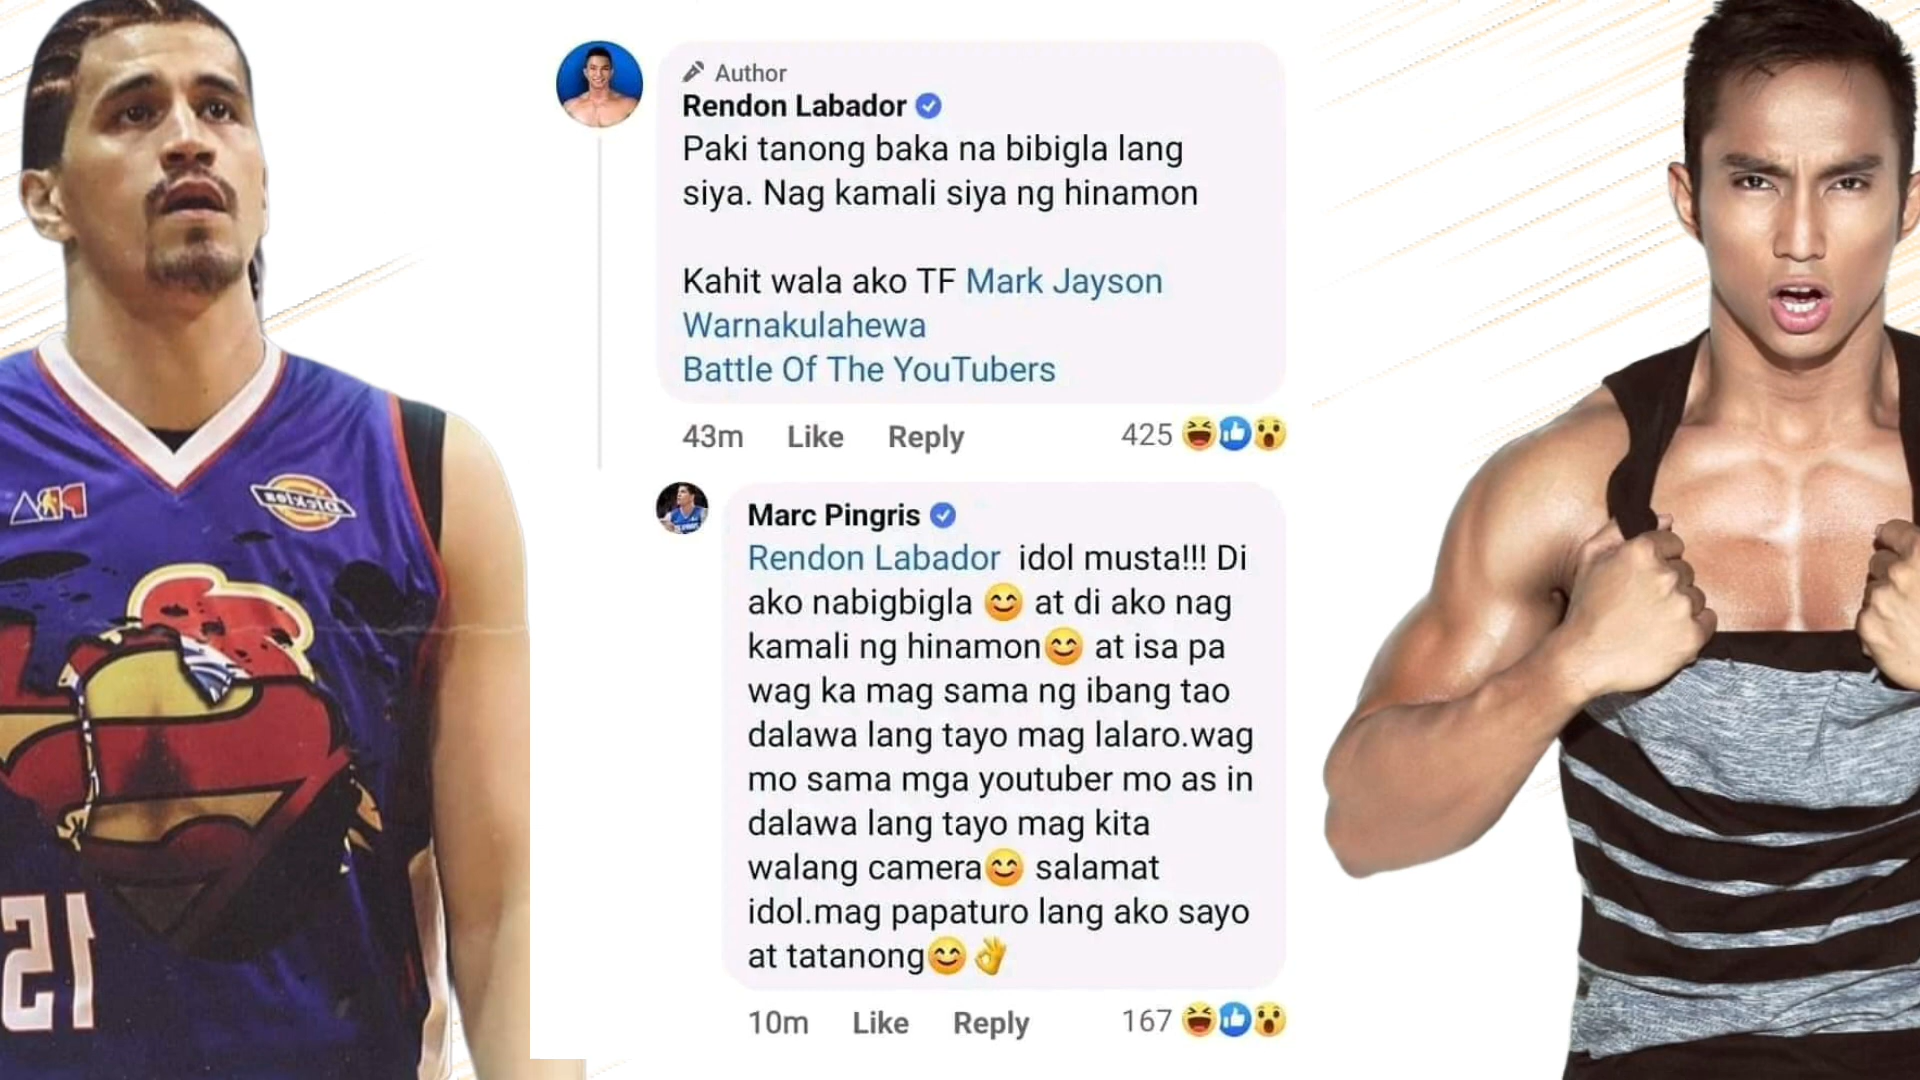 Author
Rendon Labador
Paki tanong baka na bibigla lang
siya. Nag kamali siya ng hinamon
Kahit wala ako TF Mark Jayson
Warnakulahewa
Battle Of The YouTubers
43m Like Reply 425
Marc Pingris
Rendon Labador idol musta!!! Di
ako nabigbigla 😊 at di ako nag
kamali ng hinamon😊 at isa pa
wag ka mag sama ng ibang tao
dalawa lang tayo mag lalaro.wag
mo sama mga youtuber mo as in
dalawa lang tayo mag kita
walang camera😊 salamat
idol.mag papaturo lang ako sayo
at tatanong😊👌
10m Like Reply 167
PBA
15